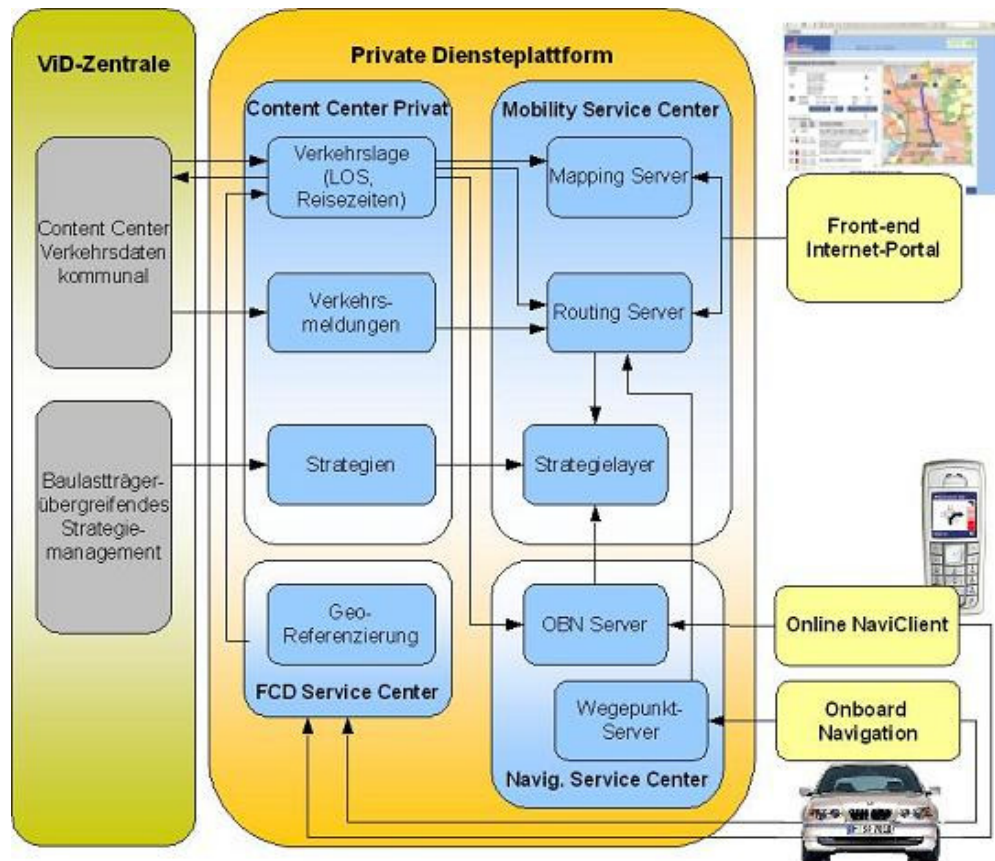 ViD-Zentrale
Content Center
Verkehrsdaten
kommunal
Baulastträger-
übergreifendes
Strategie-
management
Private Diensteplattform
Content Center Privat
Verkehrslage
(LOS,
Reisezeiten)
Verkehrs-
meldungen
Strategien
Geo-
Referenzierung
FCD Service Center
Mobility Service Center
Mapping Server
Routing Server
Strategielayer
OBN Server
Wegepunkt-
Server
Navig. Service Center
Front-end
Internet-Portal
Online NaviClient
Onboard
Navigation